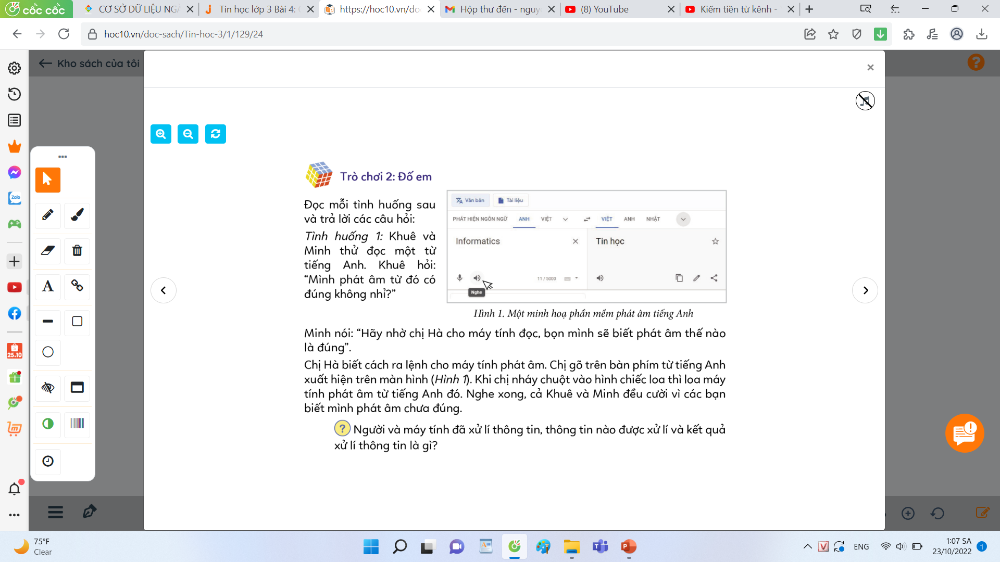 cốc cốc
CƠ SỞ DỮ LIỆU NGÀ
Tin học lớp 3 Bài 4:
https://hoc10.vn/do
Hộp thư đến - nguy
(8) YouTube
Kiếm tiền từ kênh -
hoc10.vn/doc-sach/Tin-hoc-3/1/129/24
Kho sách của tôi
Zalo
25.10
Trò chơi 2: Đố em
Đọc mỗi tình huống sau
và trả lời các câu hỏi:
Tình huống 1: Khuê và
Minh thử đọc một từ
tiếng Anh. Khuê hỏi:
“Mình phát âm từ đó có
đúng không nhỉ?”
Văn bản
Tài liệu
PHÁT HIỆN NGÔN NGỮ ANH VIỆT
VIỆT ANH NHẬT
Informatics
Tin học
11 / 5000
Nghe
Hình 1. Một minh hoạ phần mềm phát âm tiếng Anh
Minh nói: “Hãy nhờ chị Hà cho máy tính đọc, bọn mình sẽ biết phát âm thế nào
là đúng”.
Chị Hà biết cách ra lệnh cho máy tính phát âm. Chị gõ trên bàn phím từ tiếng Anh
xuất hiện trên màn hình (Hình 1). Khi chị nháy chuột vào hình chiếc loa thì loa máy
tính phát âm từ tiếng Anh đó. Nghe xong, cả Khuê và Minh đều cười vì các bạn
biết mình phát âm chưa đúng.
? Người và máy tính đã xử lí thông tin, thông tin nào được xử lí và kết quả
xử lí thông tin là gì?
75°F
Clear
ENG
1:07 SA
23/10/2022
1